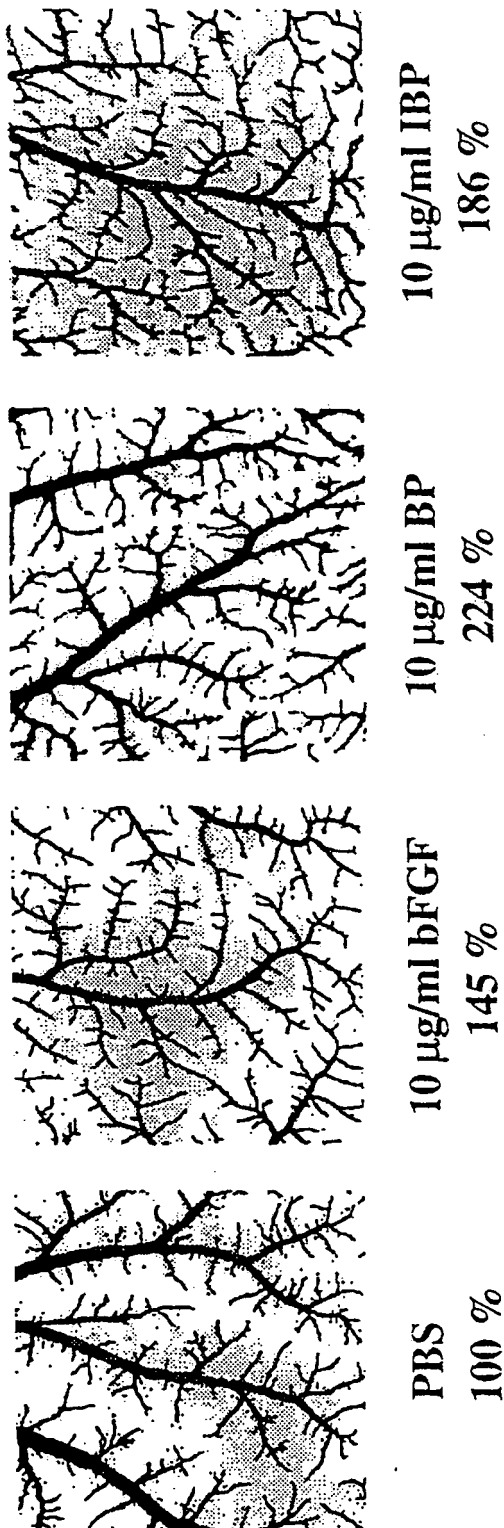 PBS
100 %
10 µg/ml bFGF
145 %
10 µg/ml BP
224 %
10 µg/ml IBP
186 %